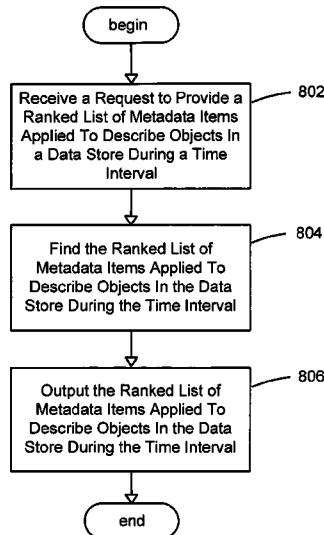 begin
802
Receive a Request to Provide a
Ranked List of Metadata Items
Applied To Describe Objects In
a Data Store During a Time
Interval
804
Find the Ranked List of
Metadata Items Applied To
Describe Objects In the Data
Store During the Time Interval
806
Output the Ranked List of
Metadata Items Applied To
Describe Objects In the Data
Store During the Time Interval
end